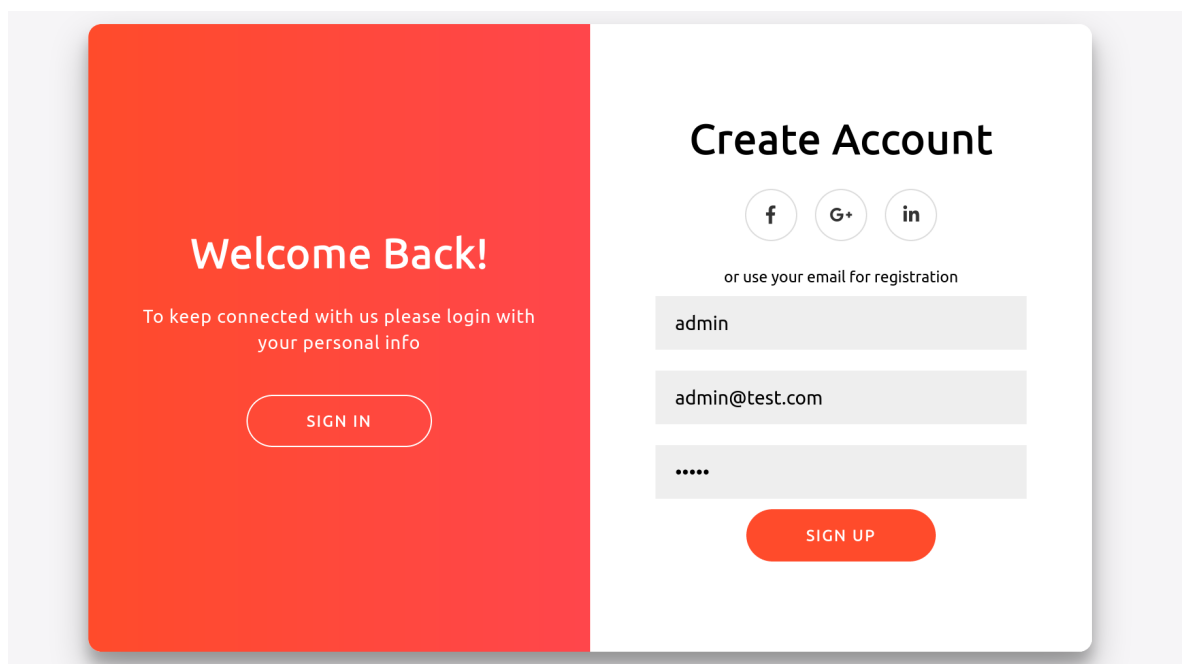 Welcome Back!
To keep connected with us please login with
your personal info
SIGN IN
Create Account
f
G+
in
or use your email for registration
admin
admin@test.com
•••••
SIGN UP